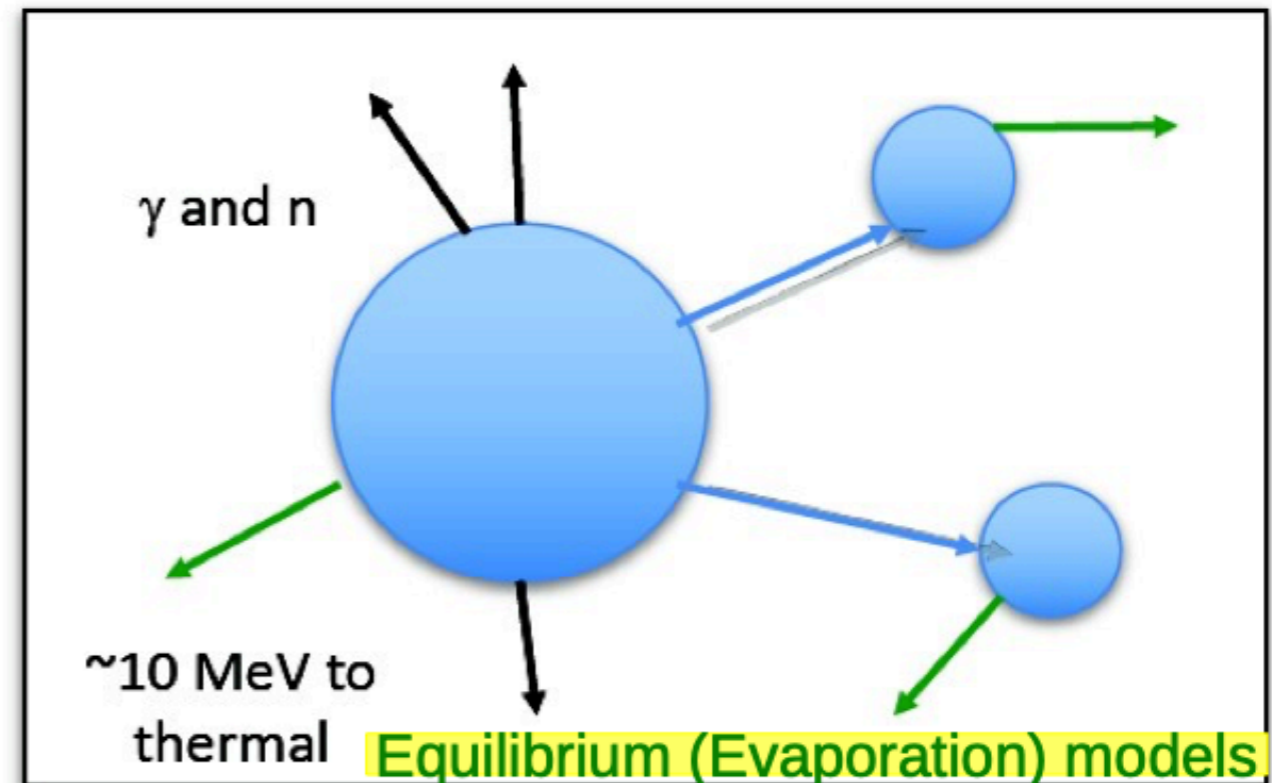 γ and n
~10 MeV to
thermal
Equilibrium (Evaporation) models